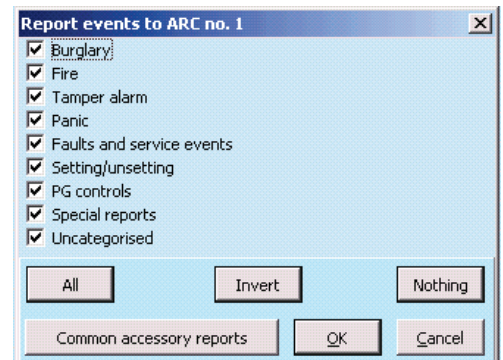 Report events to ARC no. 1
Burglary
Fire
Tamper alarm
Panic
Faults and service events
Setting/unsetting
PG controls
Special reports
Uncategorised
All Invert Nothing
Common accessory reports OK Cancel